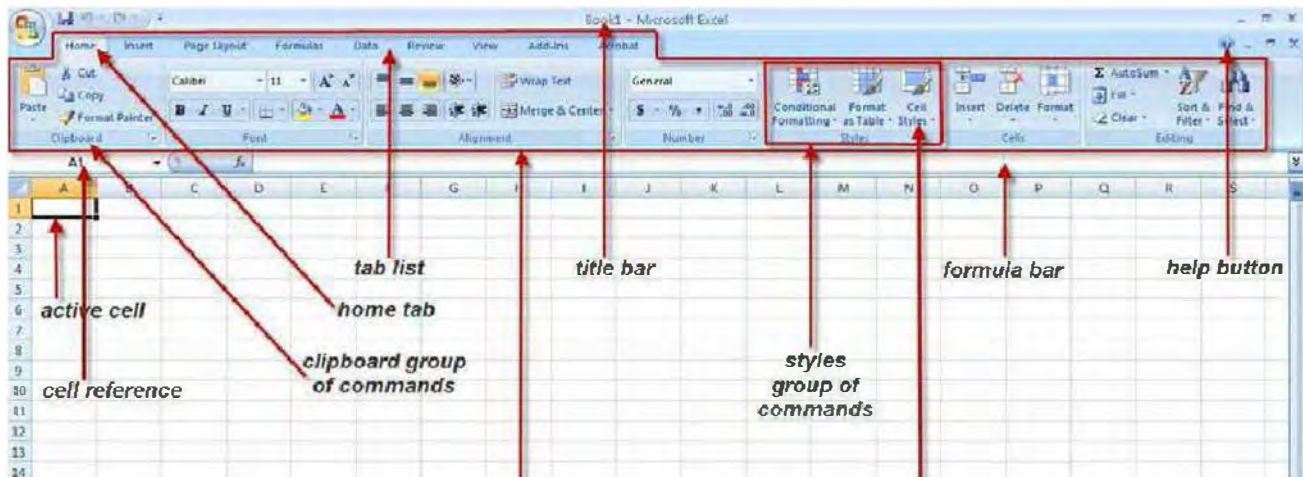 Book1 - Microsoft Excel
Home Insert Page Layout Formulas Data Review View Add-Ins Acrobat
Cut
Copy
Format Painter
Paste
Clipboard
Calibri 11 A A
B I U A
Font
Wrap Text
Merge & Center
Alignment
General
$ % ,
Number
Conditional Formatting
Format as Table
Cell Styles
Styles
Insert Delete Format
Cells
Σ AutoSum
Fill
Clear
Sort & Filter
Find & Select
Editing
A1 fx
A B C D E G H I J K L M N O P Q R S
1
2
3
4
5
6
7
8
9
10
11
12
13
14
tab list
title bar
formula bar
help button
active cell
home tab
clipboard group
of commands
cell reference
styles
group of
commands